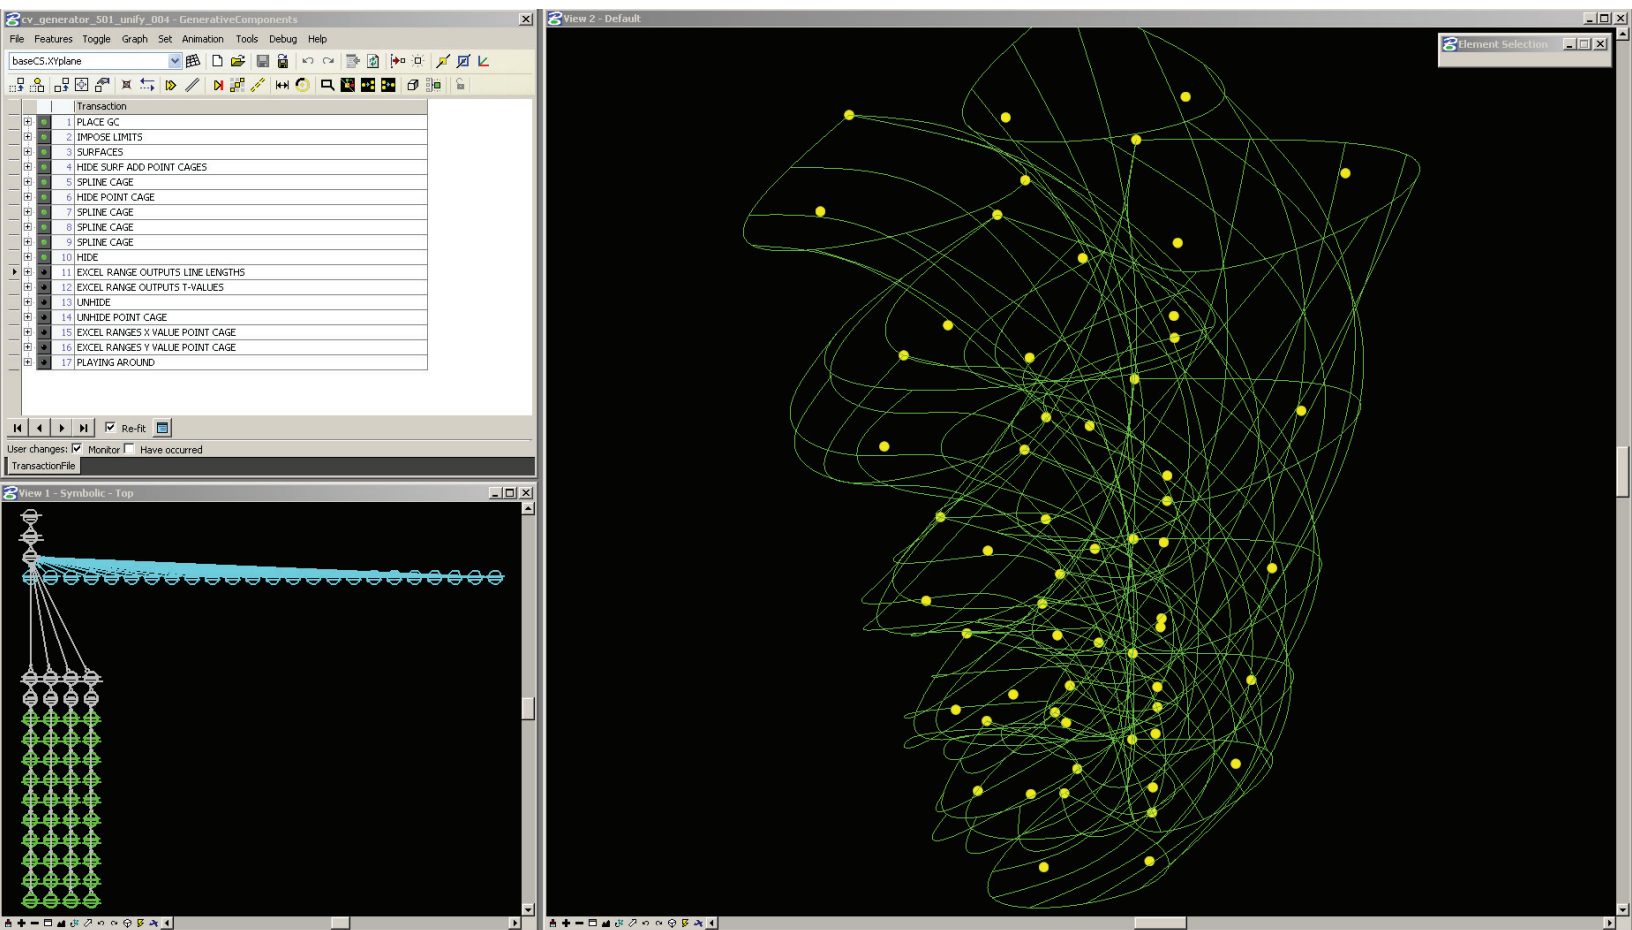 cv_generator_501_unify_004 - GenerativeComponents
File Features Toggle Graph Set Animation Tools Debug Help
baseCS.XYplane
Transaction
1 PLACE GC
2 IMPOSE LIMITS
3 SURFACES
4 HIDE SURF ADD POINT CAGES
5 SPLINE CAGE
6 HIDE POINT CAGE
7 SPLINE CAGE
8 SPLINE CAGE
9 SPLINE CAGE
10 HIDE
11 EXCEL RANGE OUTPUTS LINE LENGTHS
12 EXCEL RANGE OUTPUTS T-VALUES
13 UNHIDE
14 UNHIDE POINT CAGE
15 EXCEL RANGES X VALUE POINT CAGE
16 EXCEL RANGES Y VALUE POINT CAGE
17 PLAYING AROUND
Re-fit
User changes: Monitor Have occurred
TransactionFile
View 1 - Symbolic - Top
View 2 - Default
Element Selection